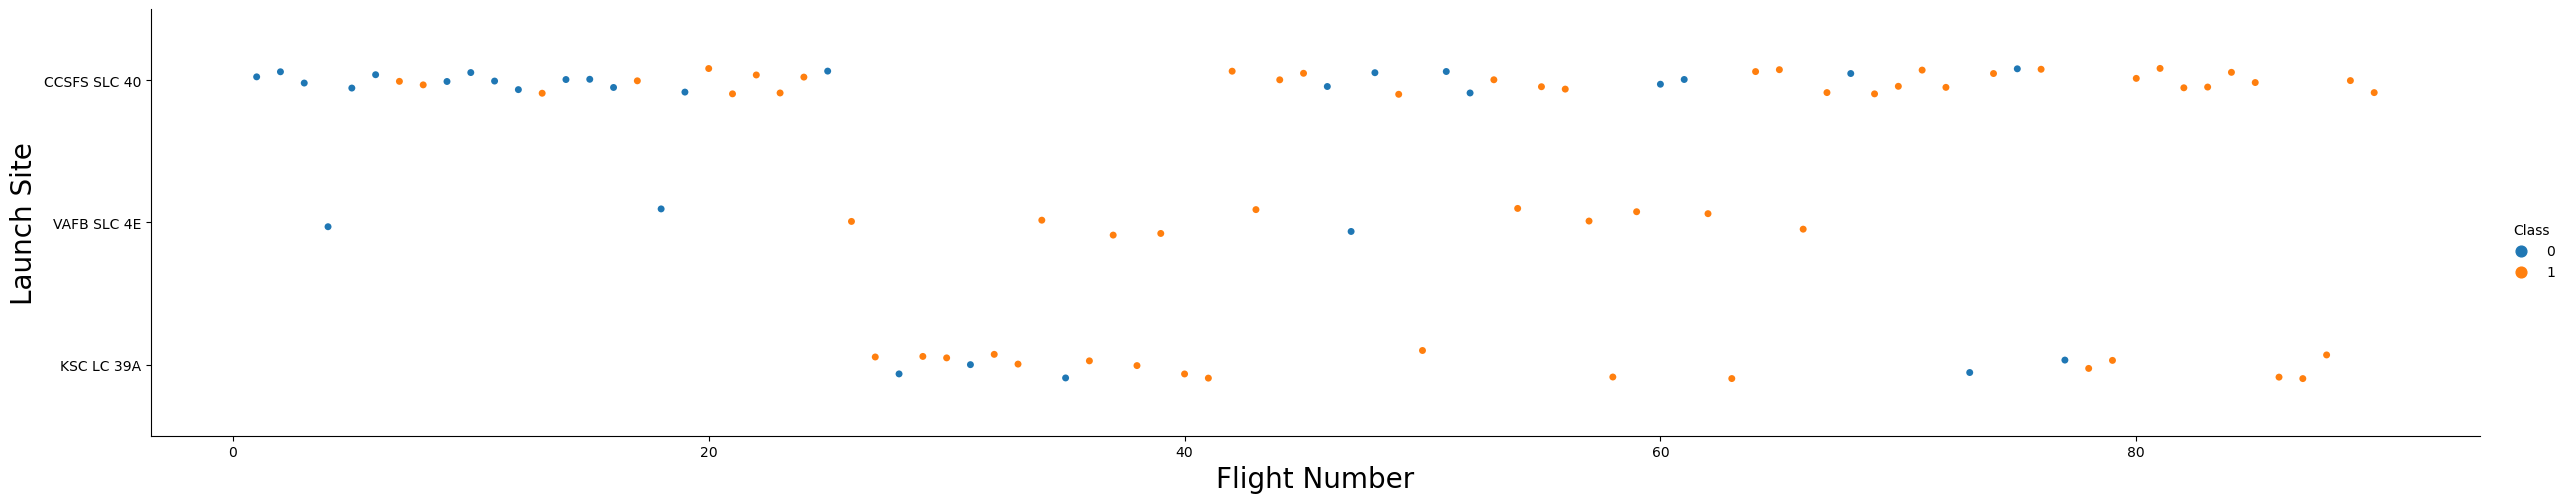 Launch Site
CCSFS SLC 40
VAFB SLC 4E
KSC LC 39A
0 20 40 60 80
Flight Number
Class
0
1